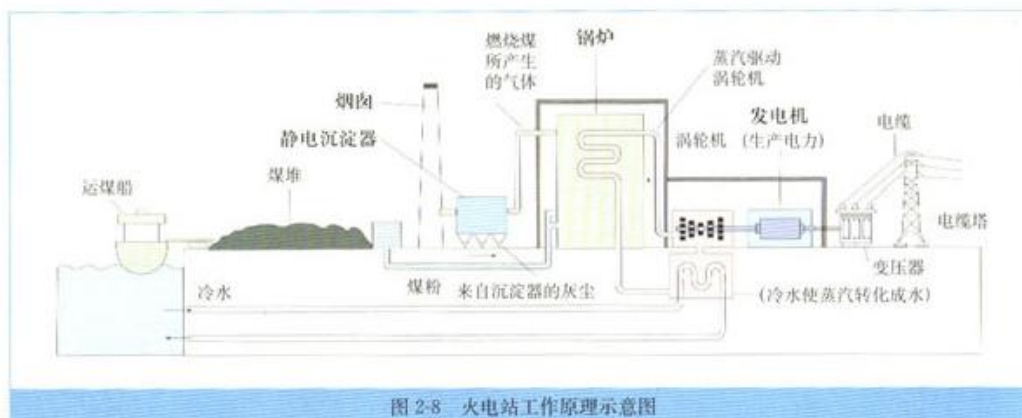 燃烧煤
所产生
的气体
锅炉
蒸汽驱动
涡轮机
烟囱
发电机
(生产电力)
涡轮机
电缆
静电沉淀器
煤堆
运煤船
电缆塔
变压器
冷水
煤粉
来自沉淀器的灰尘
(冷水使蒸汽转化成水)
图 2-8 火电站工作原理示意图